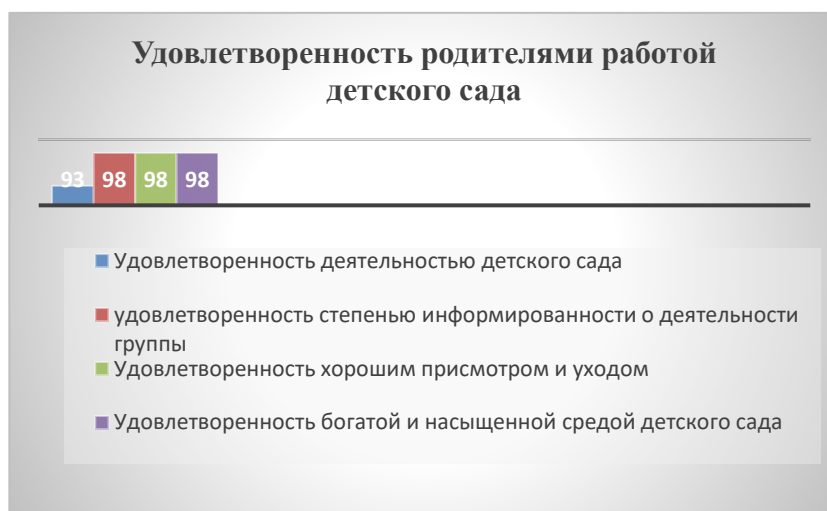 Удовлетворенность родителями работой
детского сада
93 98 98 98
Удовлетворенность деятельностью детского сада
удовлетворенность степенью информированности о деятельности
группы
Удовлетворенность хорошим присмотром и уходом
Удовлетворенность богатой и насыщенной средой детского сада